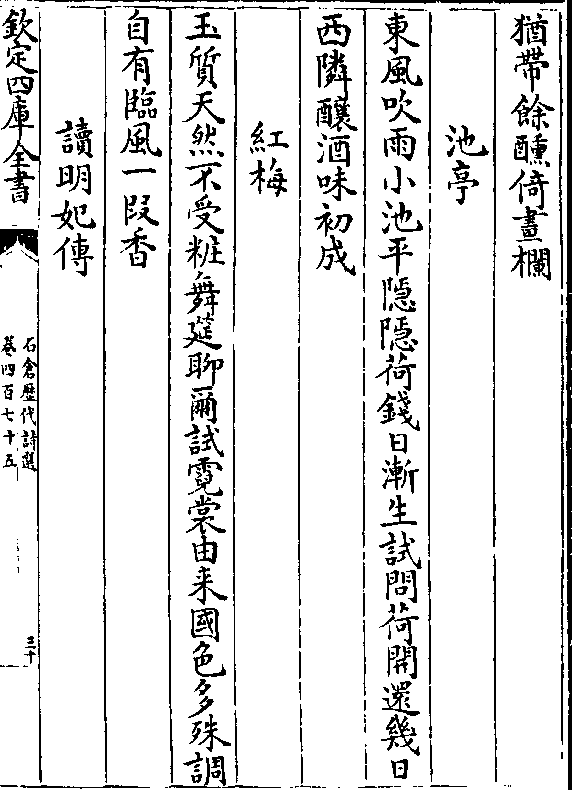 猶帶餘醺倚畫欄
池亭
東風吹雨小池平隠隠荷錢日漸生試問荷開還幾日
西隣釀酒味初成
紅梅
玉質天然不受粧舞筵聊爾試霓裳由来國色多殊調
自有臨風一段香
讀明妃傳
欽定四庫全書
石倉歷代詩選
卷四百七十五
三十